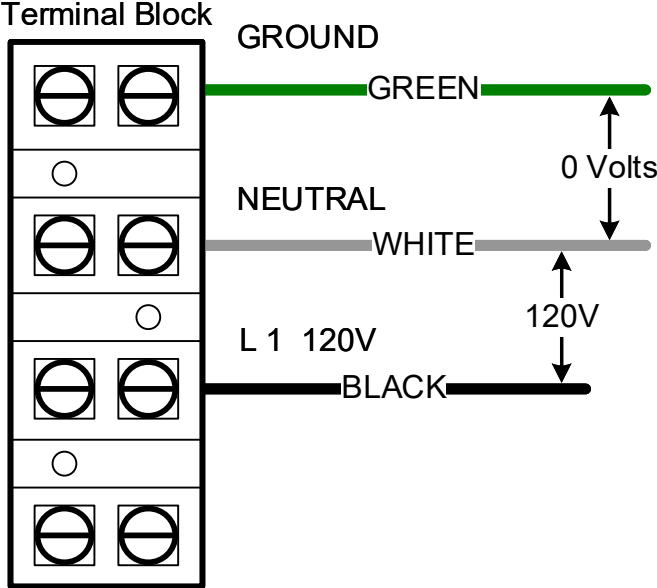 Terminal Block
GROUND
GREEN
0 Volts
NEUTRAL
WHITE
120V
L 1 120V
BLACK